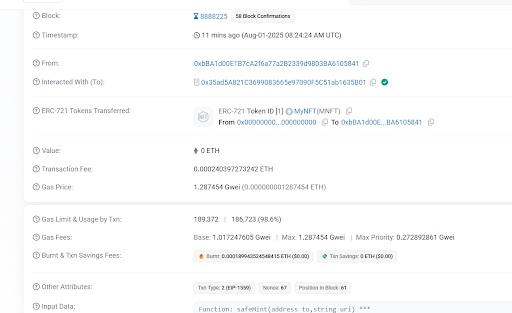 Block: 8888225 58 Block Confirmations
Timestamp: 11 mins ago (Aug-01-2025 08:24:24 AM UTC)
From: 0xbBA1d00E1B7cA2f6a77a2B2339d9803BA6105841
Interacted With (To): 0x35ad5A821C3699083665e97090F5C51ab1635B01
ERC-721 Tokens Transferred: NFT ERC-721 Token ID [1] MyNFT(MNFT)
From 0x00000000...000000000 To 0xbBA1d00E...BA6105841
Value: 0 ETH
Transaction Fee: 0.000240397273242 ETH
Gas Price: 1.287454 Gwei (0.000000001287454 ETH)
Gas Limit & Usage by Txn: 189,372 | 186,723 (98.6%)
Gas Fees: Base: 1.017247605 Gwei | Max: 1.287454 Gwei | Max Priority: 0.272892861 Gwei
Burnt & Txn Savings Fees: Burnt: 0.000189943524548415 ETH ($0.00) Txn Savings: 0 ETH ($0.00)
Other Attributes: Txn Type: 2 (EIP-1559) Nonce: 67 Position In Block: 61
Input Data: Function: safeMint(address to,string uri) ***